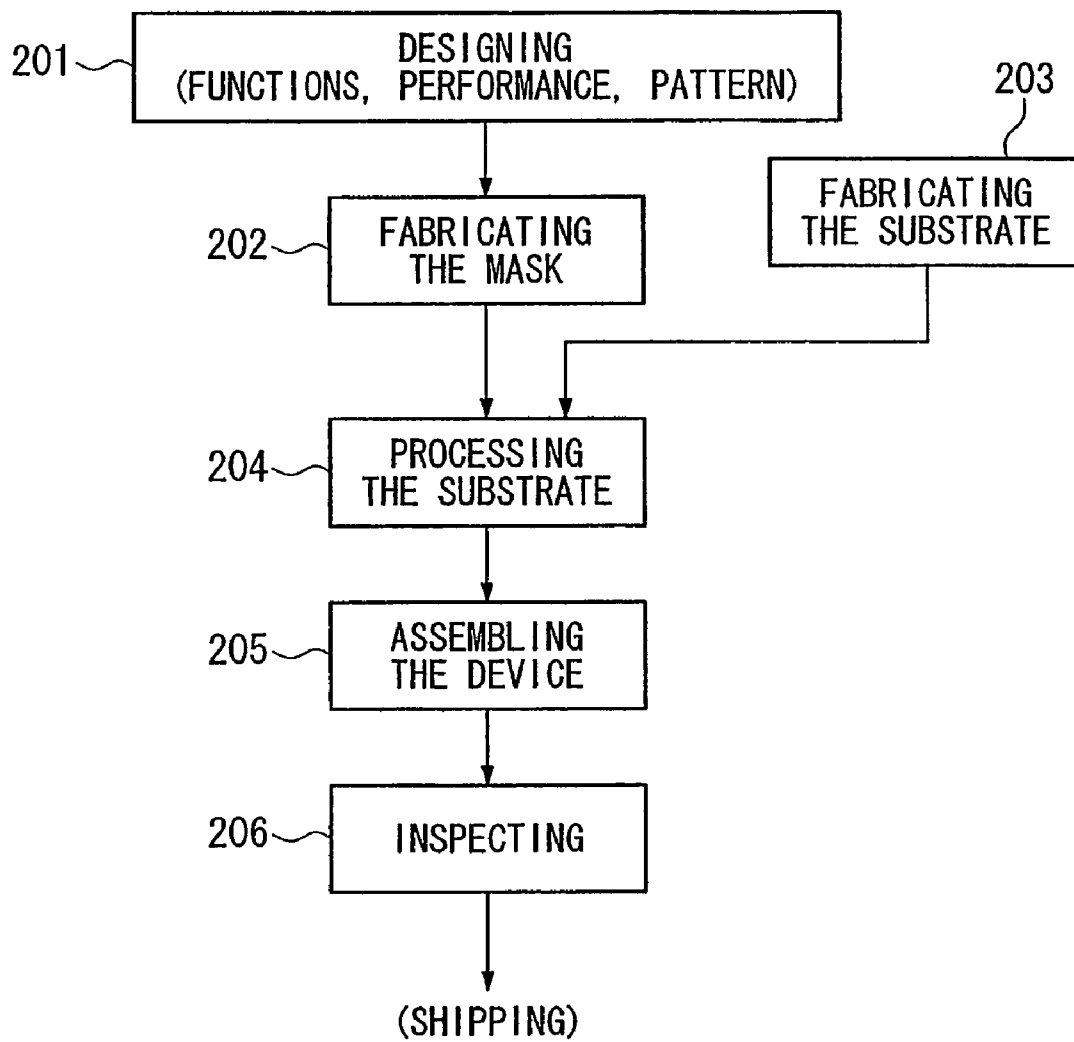 201
DESIGNING
(FUNCTIONS, PERFORMANCE, PATTERN)
203
FABRICATING
THE SUBSTRATE
202
FABRICATING
THE MASK
204
PROCESSING
THE SUBSTRATE
205
ASSEMBLING
THE DEVICE
206
INSPECTING
(SHIPPING)